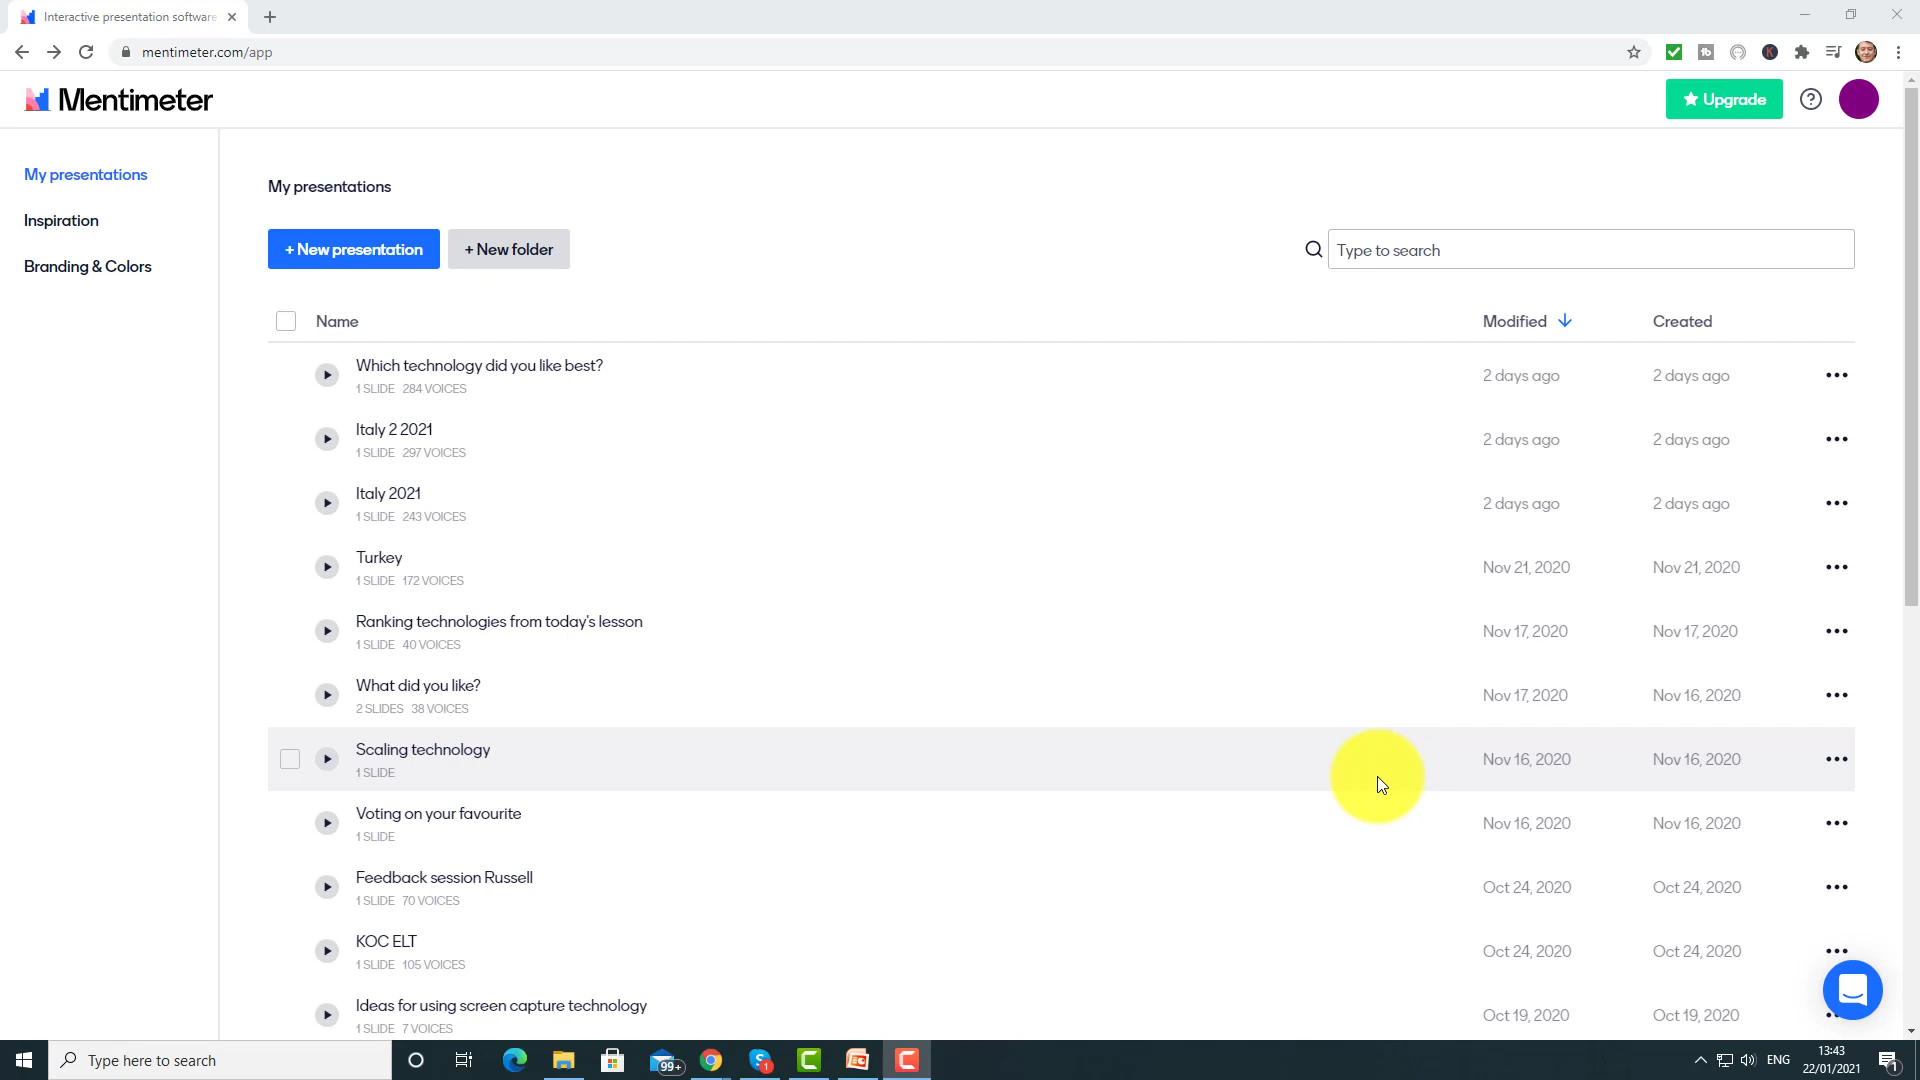 Interactive presentation software
mentimeter.com/app
Mentimeter
Upgrade
My presentations
Inspiration
Branding & Colors
My presentations
+ New presentation
+ New folder
Type to search
Name
Modified
Created
Which technology did you like best?
1 SLIDE 284 VOICES
2 days ago
2 days ago
Italy 2 2021
1 SLIDE 297 VOICES
2 days ago
2 days ago
Italy 2021
1 SLIDE 243 VOICES
2 days ago
2 days ago
Turkey
1 SLIDE 172 VOICES
Nov 21, 2020
Nov 21, 2020
Ranking technologies from today's lesson
1 SLIDE 40 VOICES
Nov 17, 2020
Nov 17, 2020
What did you like?
2 SLIDES 38 VOICES
Nov 17, 2020
Nov 16, 2020
Scaling technology
1 SLIDE
Nov 16, 2020
Nov 16, 2020
Voting on your favourite
1 SLIDE
Nov 16, 2020
Nov 16, 2020
Feedback session Russell
1 SLIDE 70 VOICES
Oct 24, 2020
Oct 24, 2020
KOC ELT
1 SLIDE 105 VOICES
Oct 24, 2020
Oct 24, 2020
Ideas for using screen capture technology
1 SLIDE 7 VOICES
Oct 19, 2020
Oct 19, 2020
Type here to search
99+
1
ENG
13:43
22/01/2021
1